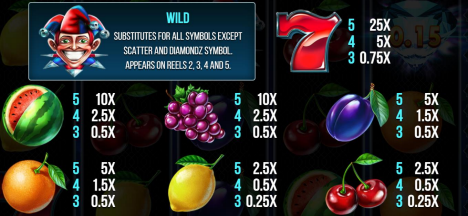 WILD
SUBSTITUTES FOR ALL SYMBOLS EXCEPT
SCATTER AND DIAMONDZ SYMBOL.
APPEARS ON REELS 2, 3, 4 AND 5.
5 25X
4 5X
3 0.75X
0.15
5 10X
4 2.5X
3 0.5X
5 10X
4 2.5X
3 0.5X
5 5X
4 1.5X
3 0.5X
5 5X
4 1.5X
3 0.5X
5 2.5X
4 0.5X
3 0.25X
5 2.5X
4 0.5X
3 0.25X